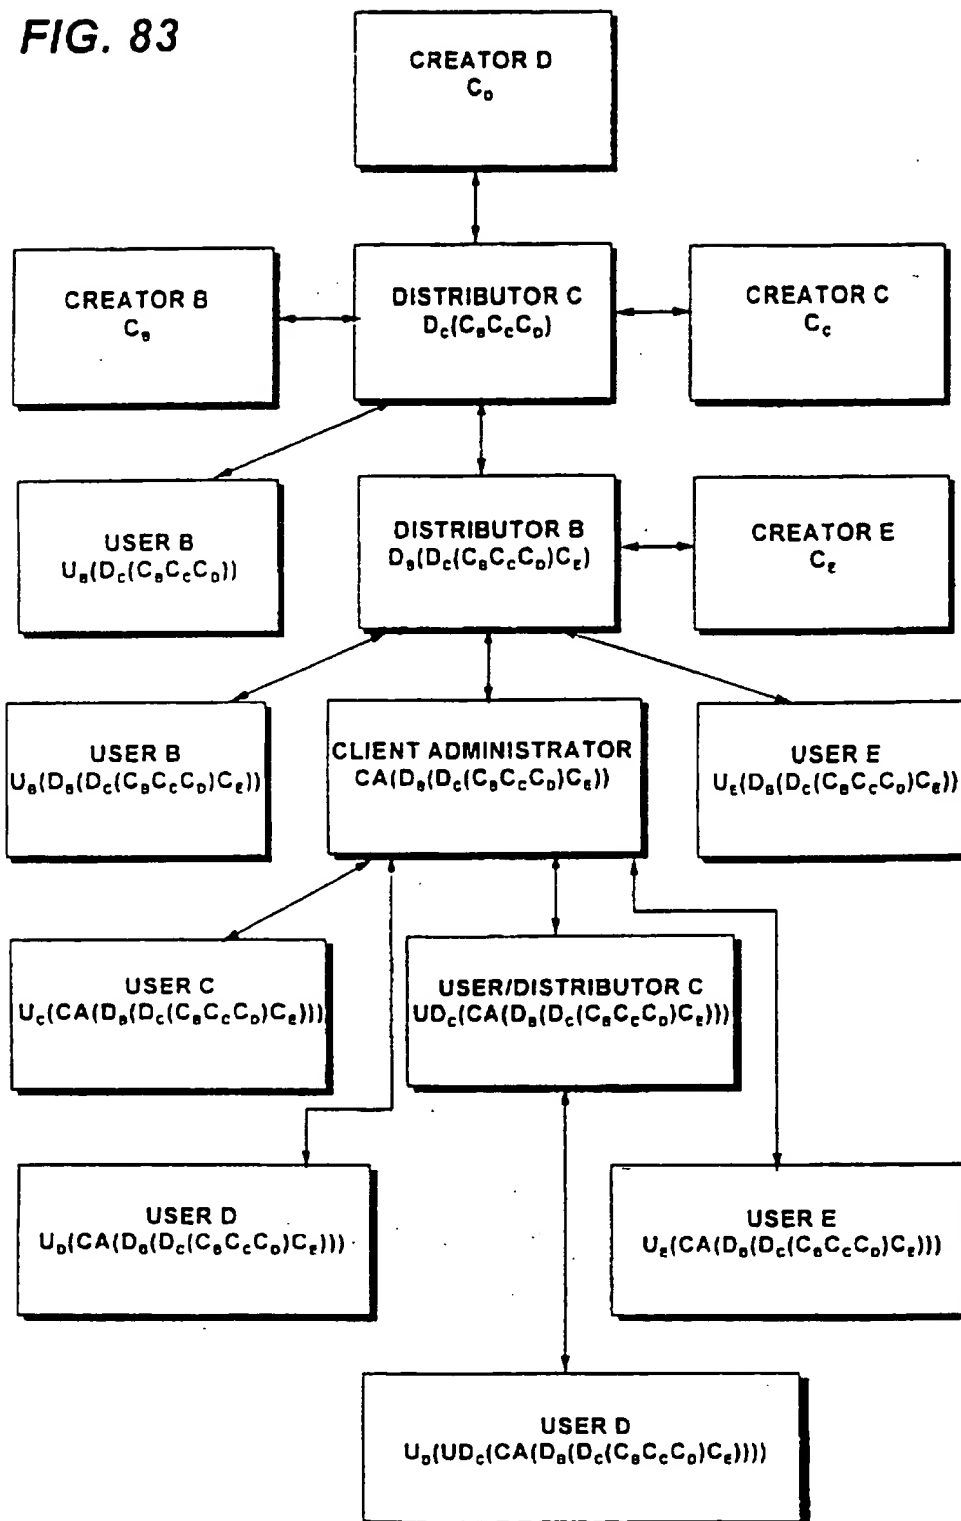 FIG. 83
CREATOR D
C_D
CREATOR B
C_B
DISTRIBUTOR C
D_C(C_BC_CC_D)
CREATOR C
C_C
USER B
U_B(D_C(C_BC_CC_D))
DISTRIBUTOR B
D_B(D_C(C_BC_CC_D)C_E)
CREATOR E
C_E
USER B
U_B(D_B(D_C(C_BC_CC_D)C_E))
CLIENT ADMINISTRATOR
CA(D_B(D_C(C_BC_CC_D)C_E))
USER E
U_E(D_B(D_C(C_BC_CC_D)C_E))
USER C
U_C(CA(D_B(D_C(C_BC_CC_D)C_E)))
USER/DISTRIBUTOR C
UD_C(CA(D_B(D_C(C_BC_CC_D)C_E)))
USER D
U_D(CA(D_B(D_C(C_BC_CC_D)C_E)))
USER E
U_E(CA(D_B(D_C(C_BC_CC_D)C_E)))
USER D
U_D(UD_C(CA(D_B(D_C(C_BC_CC_D)C_E))))